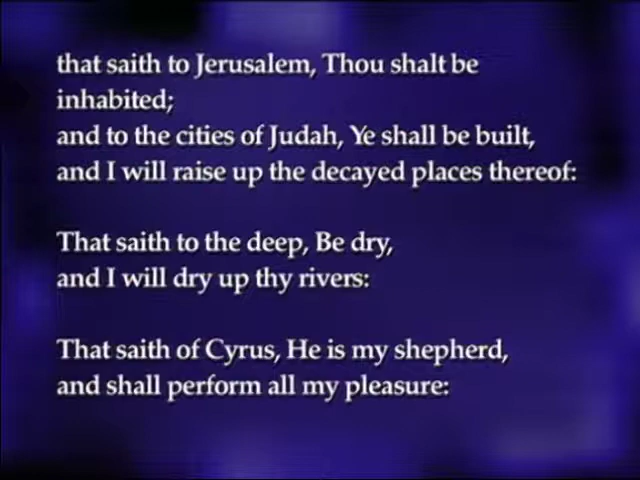 that saith to Jerusalem, Thou shalt be
inhabited;
and to the cities of Judah, Ye shall be built,
and I will raise up the decayed places thereof:
That saith to the deep, Be dry,
and I will dry up thy rivers:
That saith of Cyrus, He is my shepherd,
and shall perform all my pleasure: